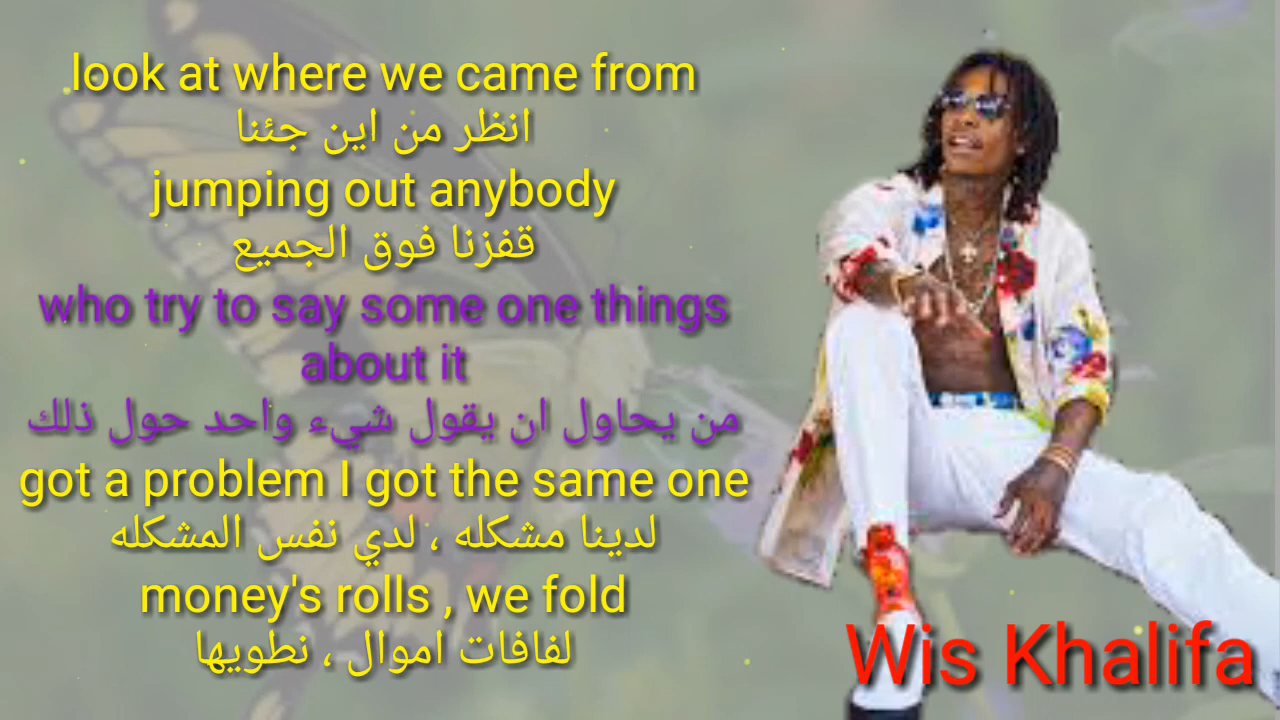 look at where we came from
انظر من اين جئنا
jumping out anybody
قفزنا فوق الجميع
who try to say some one things
about it
من يحاول ان يقول شيء واحد حول ذلك
got a problem I got the same one
لدينا مشكله ، لدي نفس المشكله
money's rolls , we fold
لفافات اموال ، نطويها
Wis Khalifa